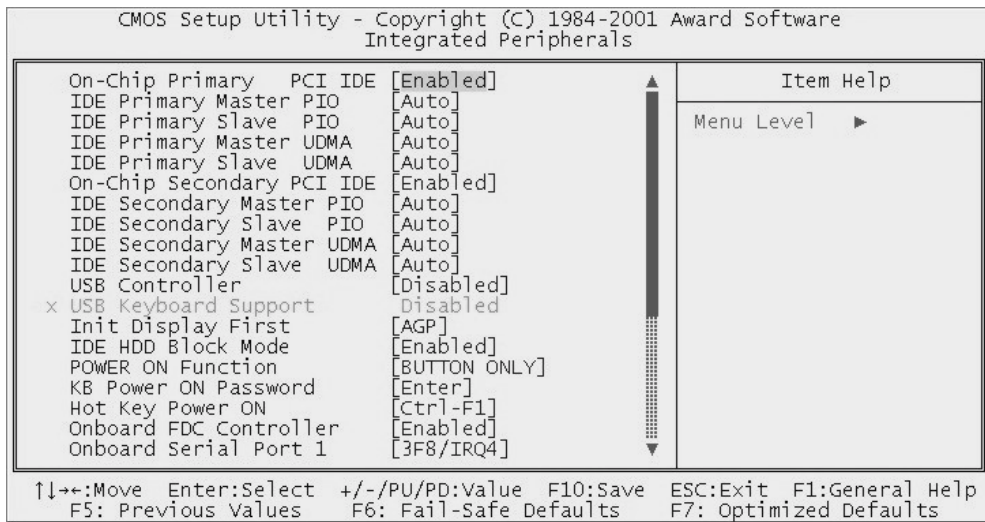 CMOS Setup Utility - Copyright (C) 1984-2001 Award Software
Integrated Peripherals
On-Chip Primary PCI IDE [Enabled]
IDE Primary Master PIO [Auto]
IDE Primary Slave PIO [Auto]
IDE Primary Master UDMA [Auto]
IDE Primary Slave UDMA [Auto]
On-Chip Secondary PCI IDE [Enabled]
IDE Secondary Master PIO [Auto]
IDE Secondary Slave PIO [Auto]
IDE Secondary Master UDMA [Auto]
IDE Secondary Slave UDMA [Auto]
USB Controller [Disabled]
x USB Keyboard Support Disabled
Init Display First [AGP]
IDE HDD Block Mode [Enabled]
POWER ON Function [BUTTON ONLY]
KB Power ON Password [Enter]
Hot Key Power ON [Ctrl-F1]
Onboard FDC Controller [Enabled]
Onboard Serial Port 1 [3F8/IRQ4]
Item Help
Menu Level ►
↑↓→←:Move Enter:Select +/-/PU/PD:Value F10:Save ESC:Exit F1:General Help
F5: Previous Values F6: Fail-Safe Defaults F7: Optimized Defaults